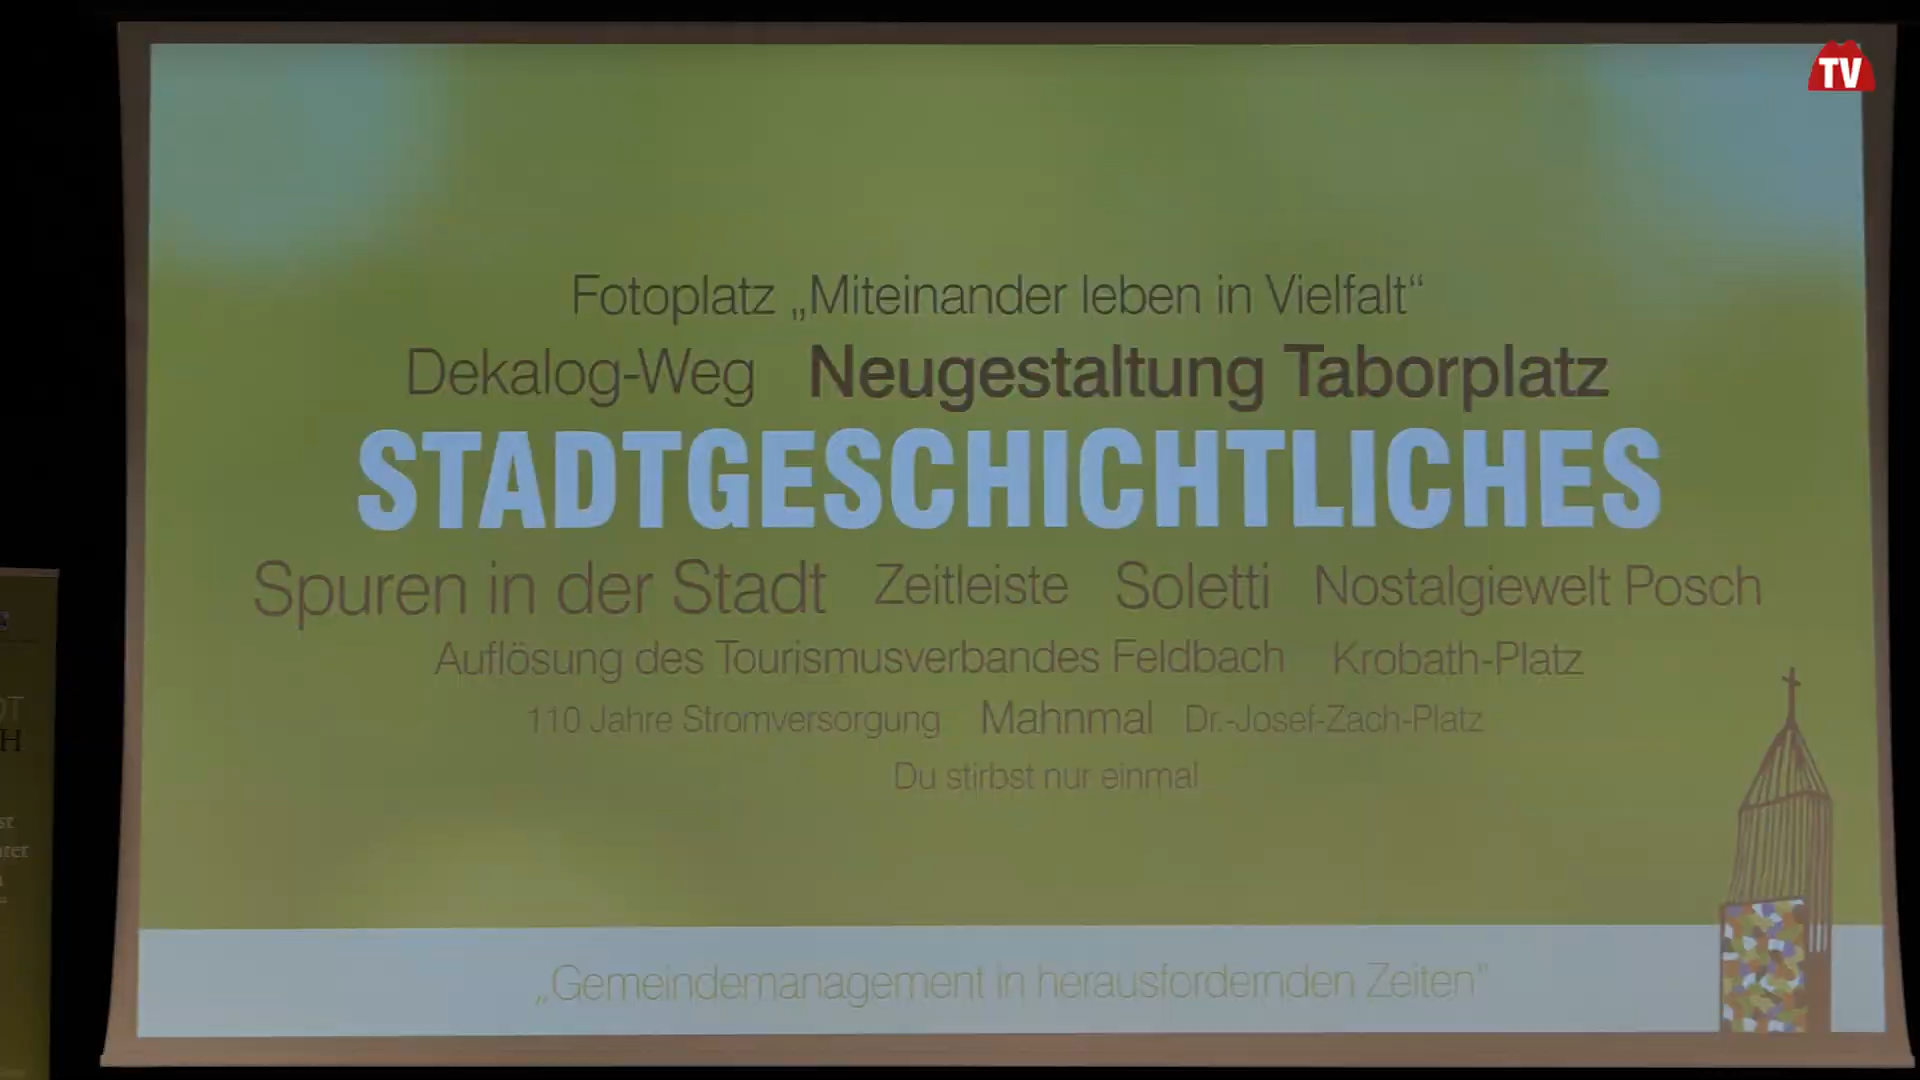 TV
Fotoplatz „Miteinander leben in Vielfalt“
Dekalog-Weg Neugestaltung Taborplatz
STADTGESCHICHTLICHES
Spuren in der Stadt Zeitleiste Soletti Nostalgiewelt Posch
Auflösung des Tourismusverbandes Feldbach Krobath-Platz
110 Jahre Stromversorgung Mahnmal Dr.-Josef-Zach-Platz
Du stirbst nur einmal
„Gemeindemanagement in herausfordernden Zeiten"